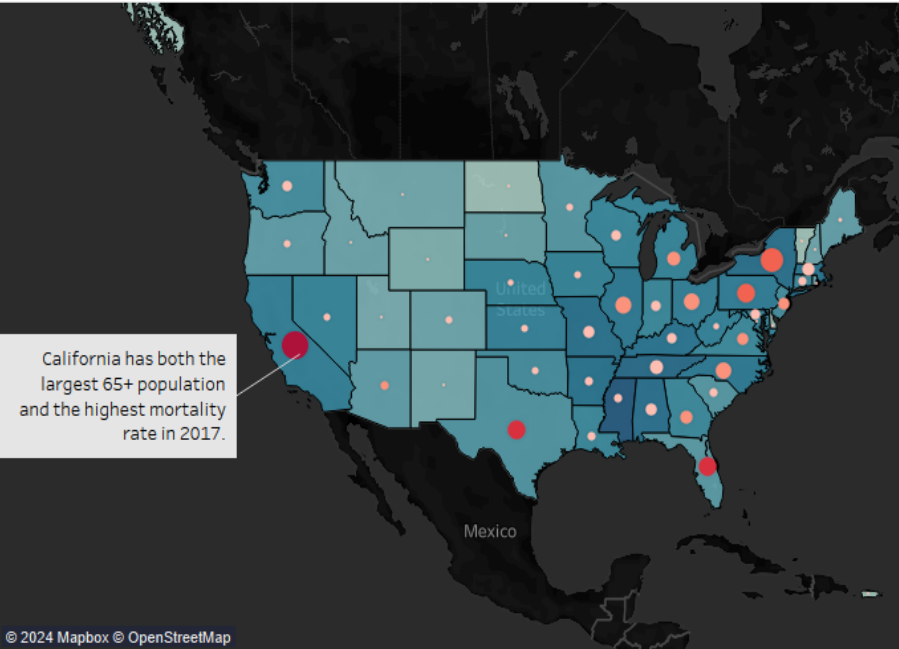 United
States
California has both the
largest 65+ population
and the highest mortality
rate in 2017.
Mexico
© 2024 Mapbox © OpenStreetMap